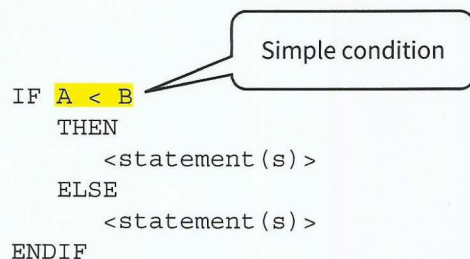 Simple condition
IF A < B
THEN
<statement(s)>
ELSE
<statement(s)>
ENDIF